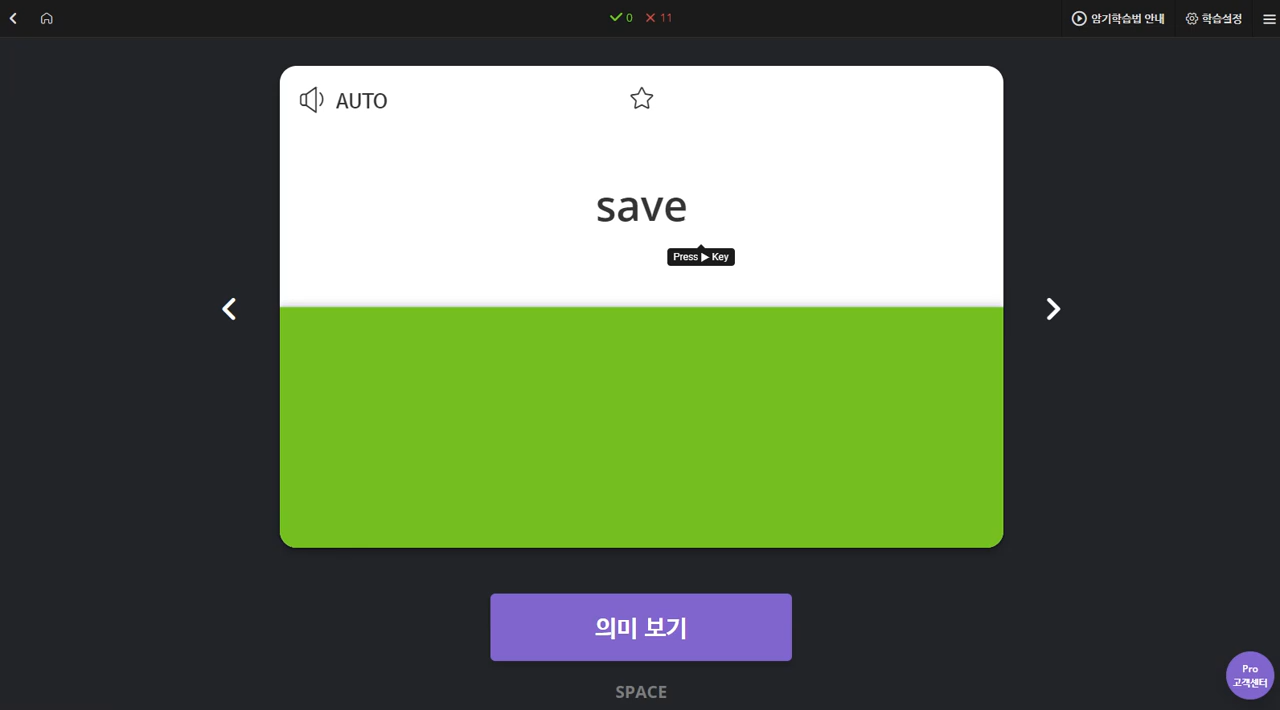 0 11 암기학습법 안내 학습설정
AUTO
save
Press ▶ Key
의미 보기
SPACE
Pro
고객센터